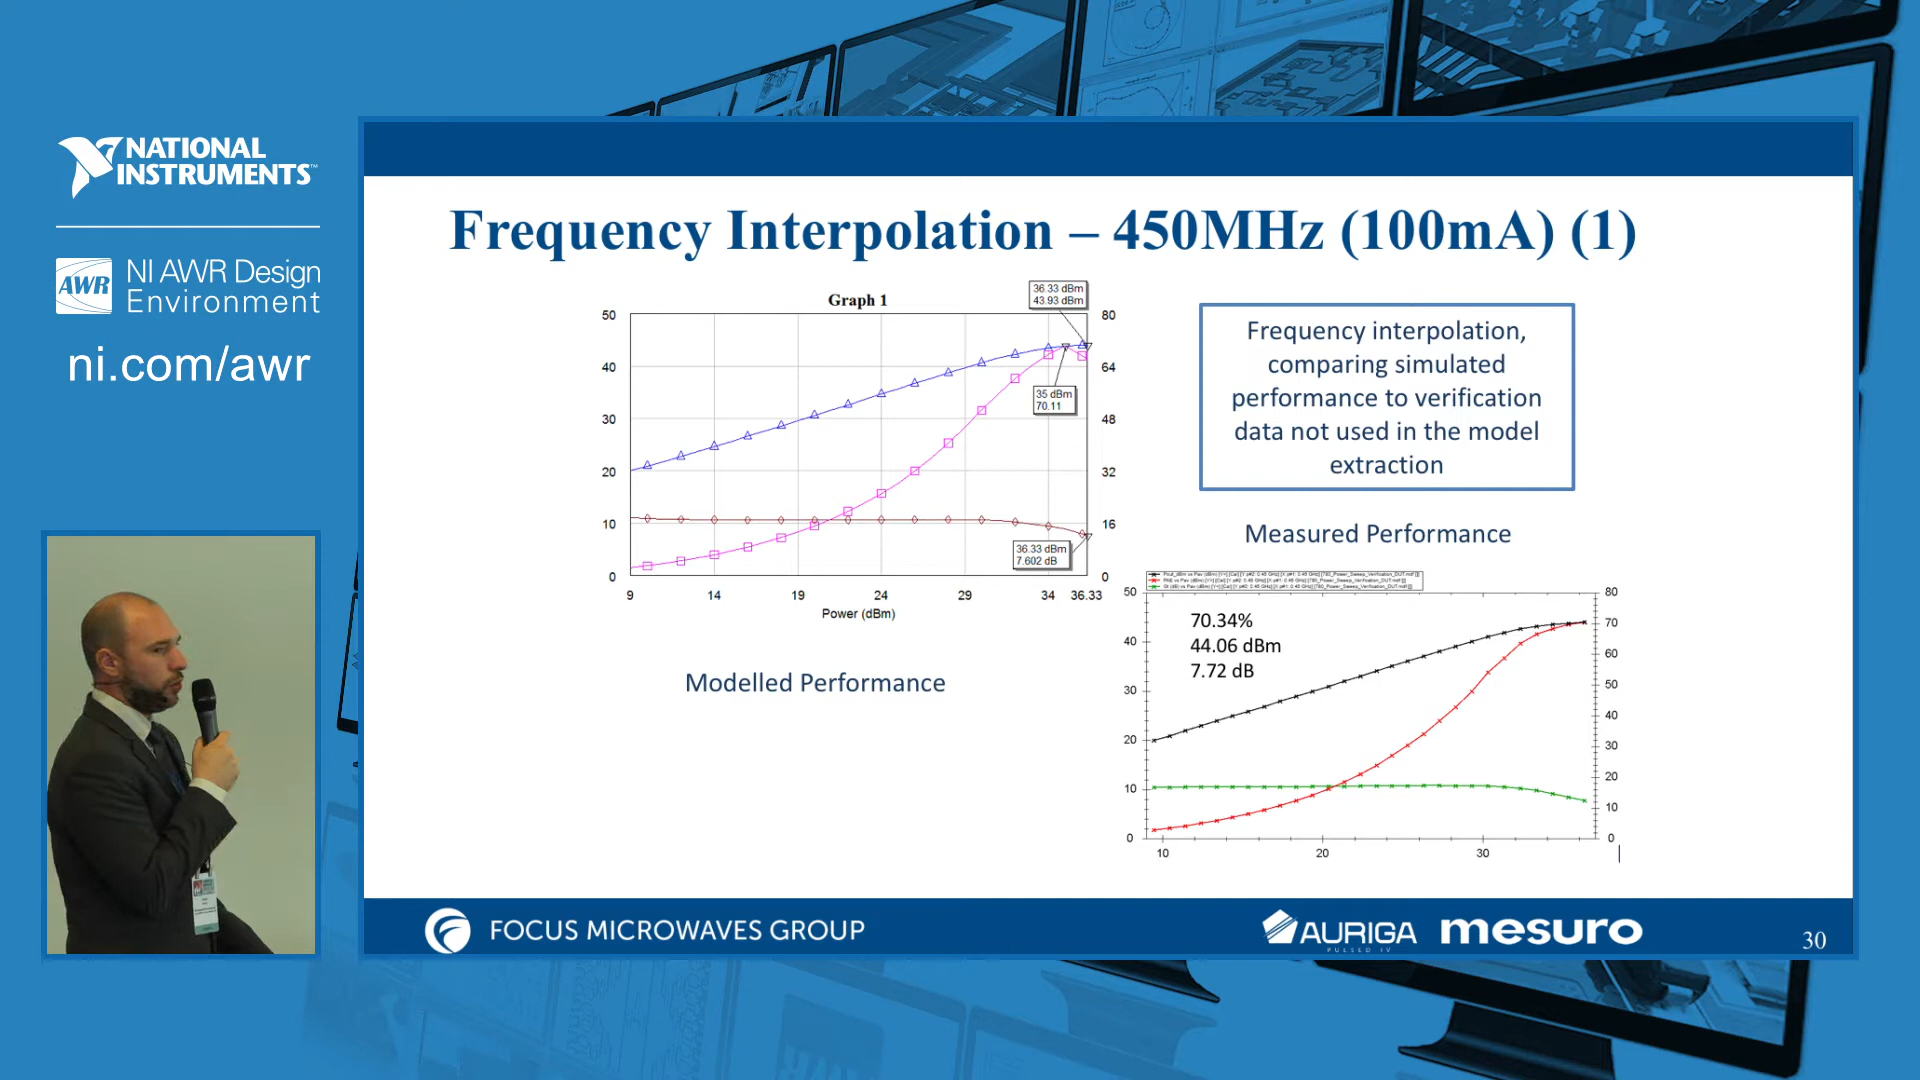 NATIONAL
INSTRUMENTS™
AWR
NI AWR Design
Environment
ni.com/awr
Frequency Interpolation – 450MHz (100mA) (1)
Graph 1
36.33 dBm
43.93 dBm
50
40
30
20
10
0
80
64
48
32
16
0
35 dBm
70.11
36.33 dBm
7.602 dB
9 14 19 24 29 34 36.33
Power (dBm)
Modelled Performance
Frequency interpolation,
comparing simulated
performance to verification
data not used in the model
extraction
Measured Performance
70.34%
44.06 dBm
7.72 dB
50
40
30
20
10
0
80
70
60
50
40
30
20
10
0
10 20 30
FOCUS MICROWAVES GROUP
AURIGA
PULSED IV
mesuro
30